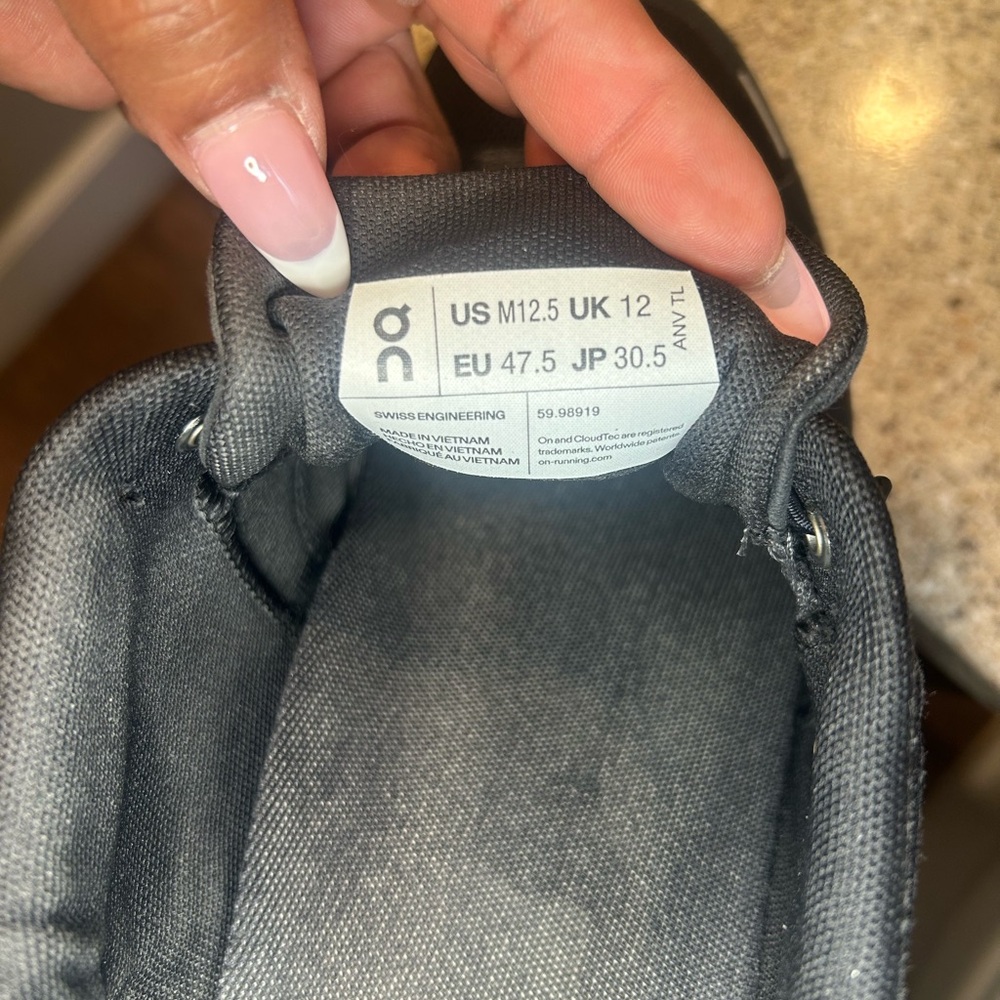 on
US M12.5 UK 12
EU 47.5 JP 30.5
ANV TL
SWISS ENGINEERING
MADE IN VIETNAM
HECHO EN VIETNAM
FABRIQUÉ AU VIETNAM
59.98919
On and CloudTec are registered
trademarks. Worldwide patents
on-running.com